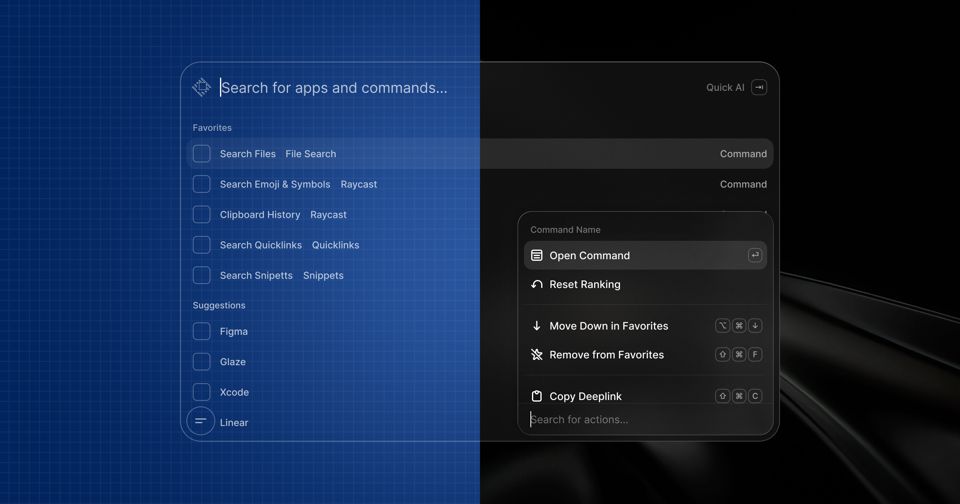 Search for apps and commands...
Quick AI
Favorites
Search Files File Search Command
Search Emoji & Symbols Raycast Command
Clipboard History Raycast
Search Quicklinks Quicklinks
Search Snipetts Snippets
Suggestions
Figma
Glaze
Xcode
Linear
Command Name
Open Command
Reset Ranking
Move Down in Favorites ⌥ ⌘ ↓
Remove from Favorites ⇧ ⌘ F
Copy Deeplink ⇧ ⌘ C
Search for actions...